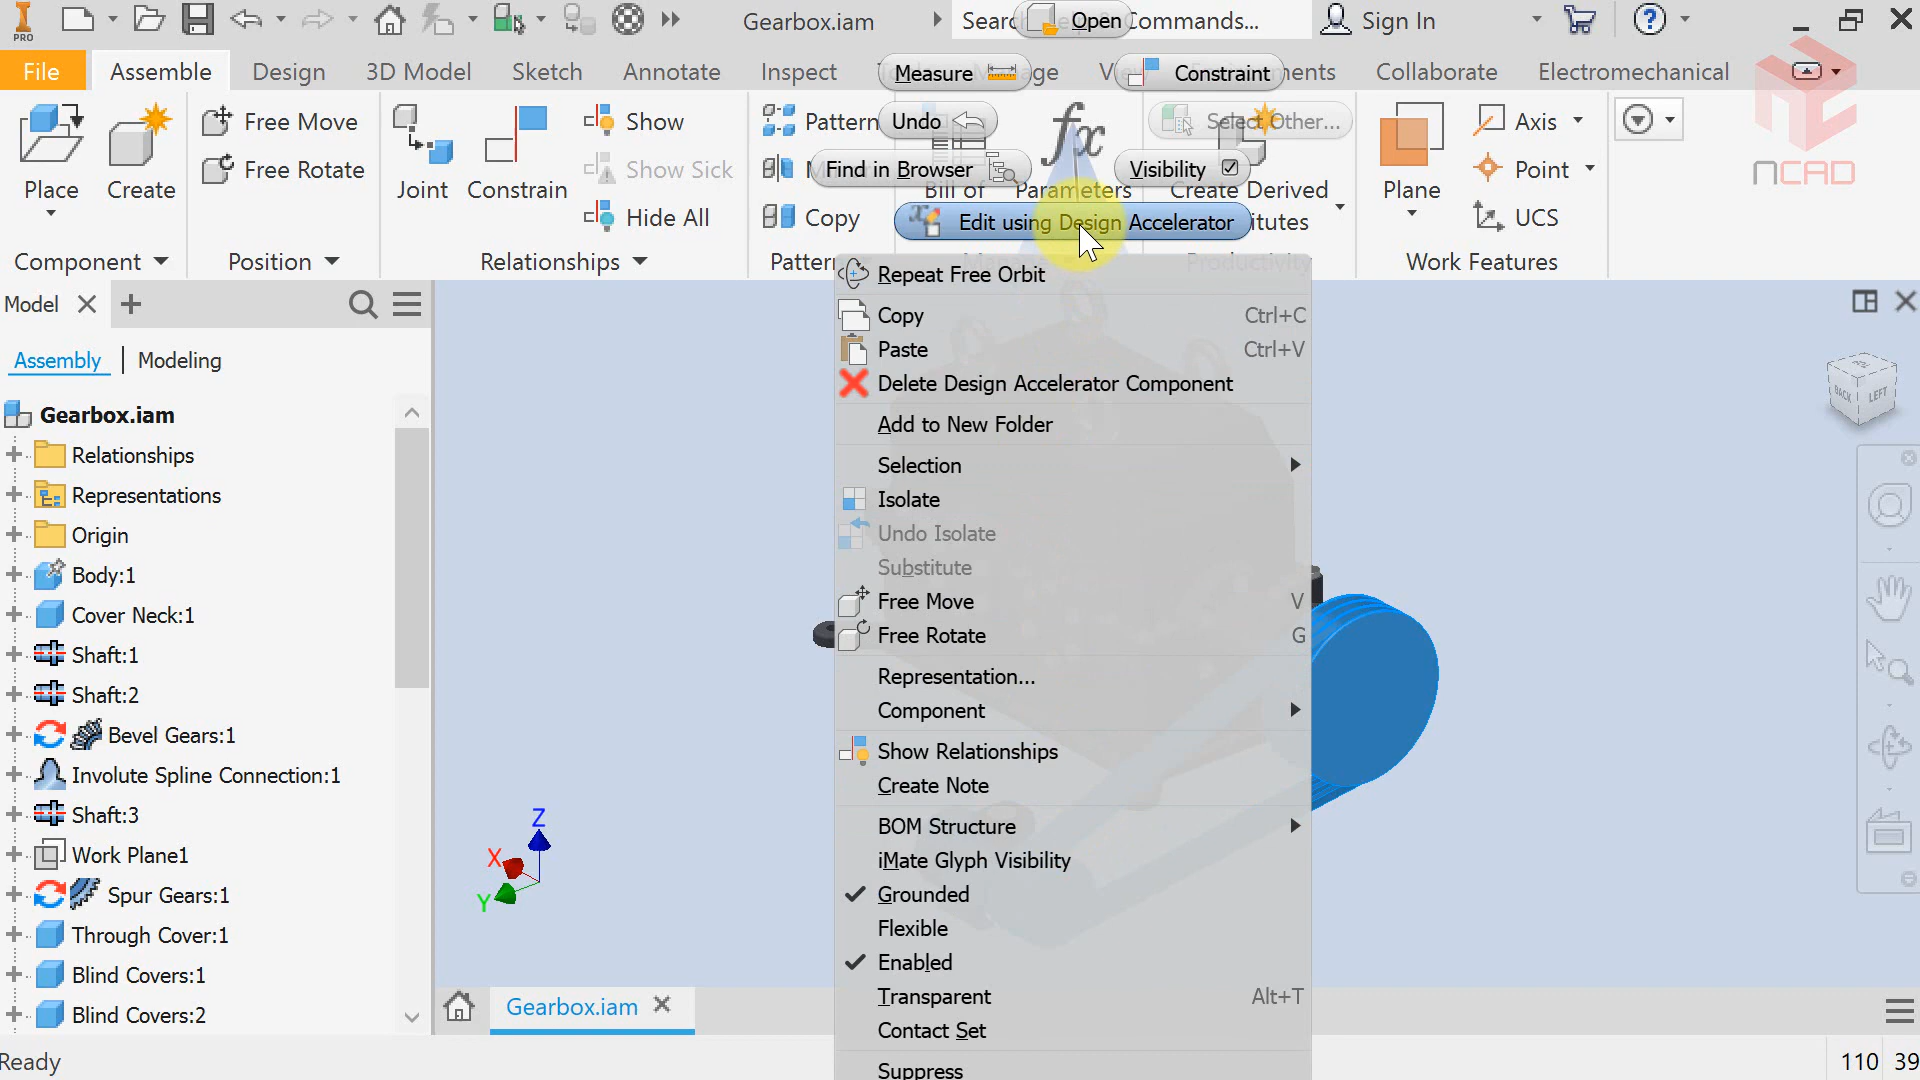 PRO
Gearbox.iam
Open
Commands...
Sign In
File
Assemble
Design
3D Model
Sketch
Annotate
Inspect
Measure
Constraint
Collaborate
Electromechanical
Place
Create
Component
Free Move
Free Rotate
Position
Joint
Constrain
Show
Show Sick
Hide All
Relationships
Pattern
Copy
Undo
Select Other...
Find in Browser
Visibility
Bill of
Parameters
Create Derived
Edit using Design Accelerator
Plane
Axis
Point
UCS
Work Features
NCAD
Model
Assembly
Modeling
Gearbox.iam
Relationships
Representations
Origin
Body:1
Cover Neck:1
Shaft:1
Shaft:2
Bevel Gears:1
Involute Spline Connection:1
Shaft:3
Work Plane1
Spur Gears:1
Through Cover:1
Blind Covers:1
Blind Covers:2
Repeat Free Orbit
Copy Ctrl+C
Paste Ctrl+V
Delete Design Accelerator Component
Add to New Folder
Selection
Isolate
Undo Isolate
Substitute
Free Move V
Free Rotate G
Representation...
Component
Show Relationships
Create Note
BOM Structure
iMate Glyph Visibility
Grounded
Flexible
Enabled
Transparent Alt+T
Contact Set
Suppress
BACK
LEFT
Z
X
Y
Gearbox.iam
Ready
110 39